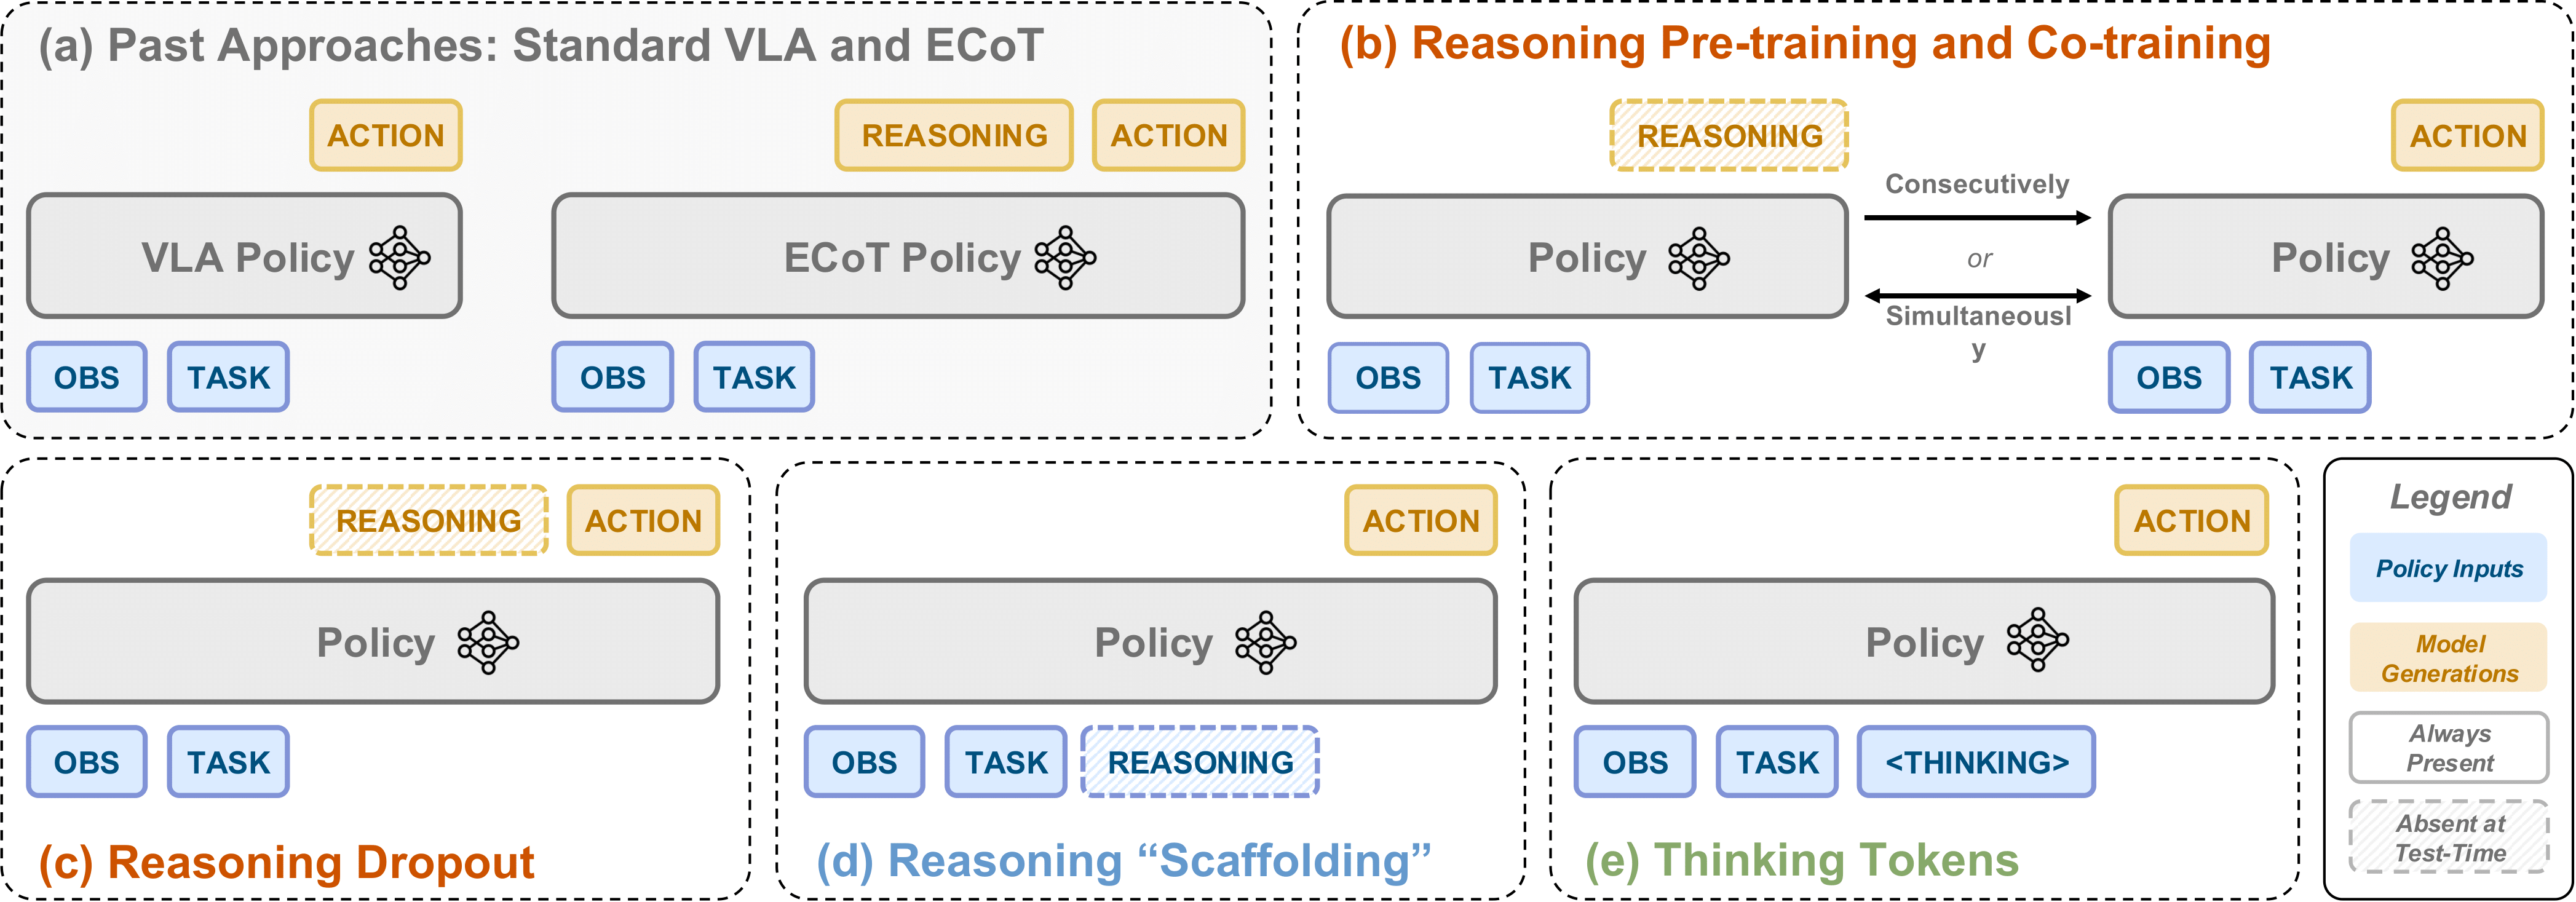 (a) Past Approaches: Standard VLA and ECoT
ACTION
REASONING
ACTION
VLA Policy
ECoT Policy
OBS
TASK
OBS
TASK
(b) Reasoning Pre-training and Co-training
REASONING
ACTION
Policy
Consecutively
or
Simultaneousl
y
Policy
OBS
TASK
OBS
TASK
REASONING
ACTION
Policy
OBS
TASK
(c) Reasoning Dropout
ACTION
Policy
OBS
TASK
REASONING
(d) Reasoning “Scaffolding”
ACTION
Policy
OBS
TASK
<THINKING>
(e) Thinking Tokens
Legend
Policy Inputs
Model
Generations
Always
Present
Absent at
Test-Time